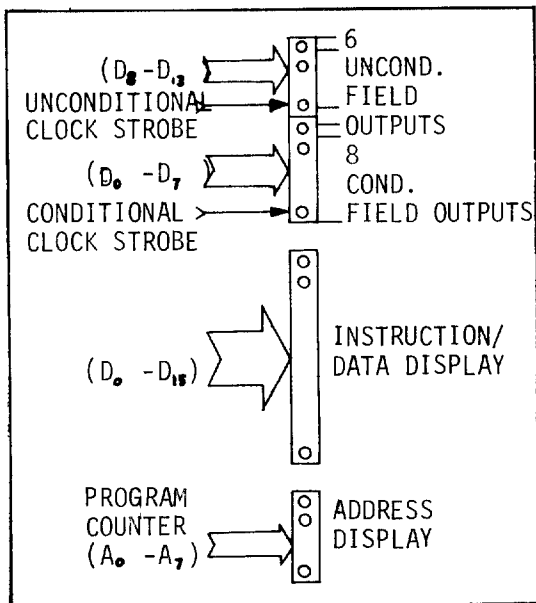 (D₈ -D₁₃
UNCONDITIONAL
CLOCK STROBE
6
UNCOND.
FIELD
OUTPUTS
(D₀ -D₇
CONDITIONAL
CLOCK STROBE
8
COND.
FIELD OUTPUTS
(D₀ -D₁₅)
INSTRUCTION/
DATA DISPLAY
PROGRAM
COUNTER
(A₀ -A₇)
ADDRESS
DISPLAY